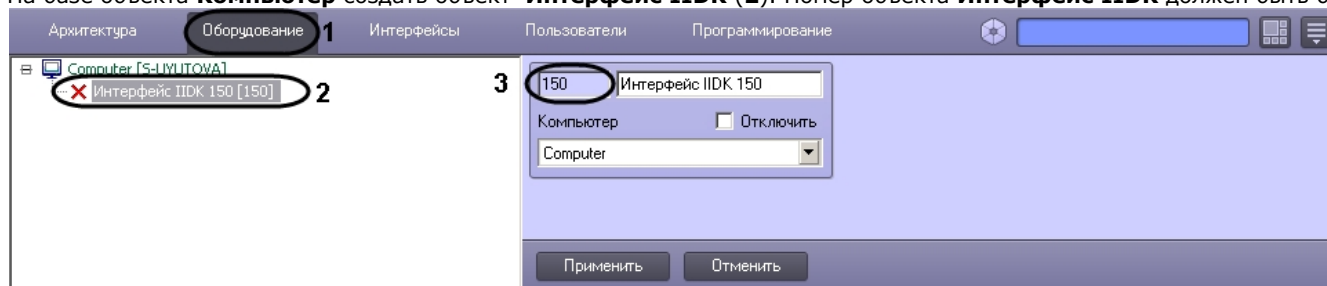 На базе объекта Компьютер создать объект Интерфейс IIDK (2). Номер объекта Интерфейс IIDK должен быть
Архитектура Оборудование 1 Интерфейсы Пользователи Программирование
Computer [S-UYUTOVA]
Интерфейс IIDK 150 [150] 2
3 150 Интерфейс IIDK 150
Компьютер Отключить
Computer
Применить Отменить